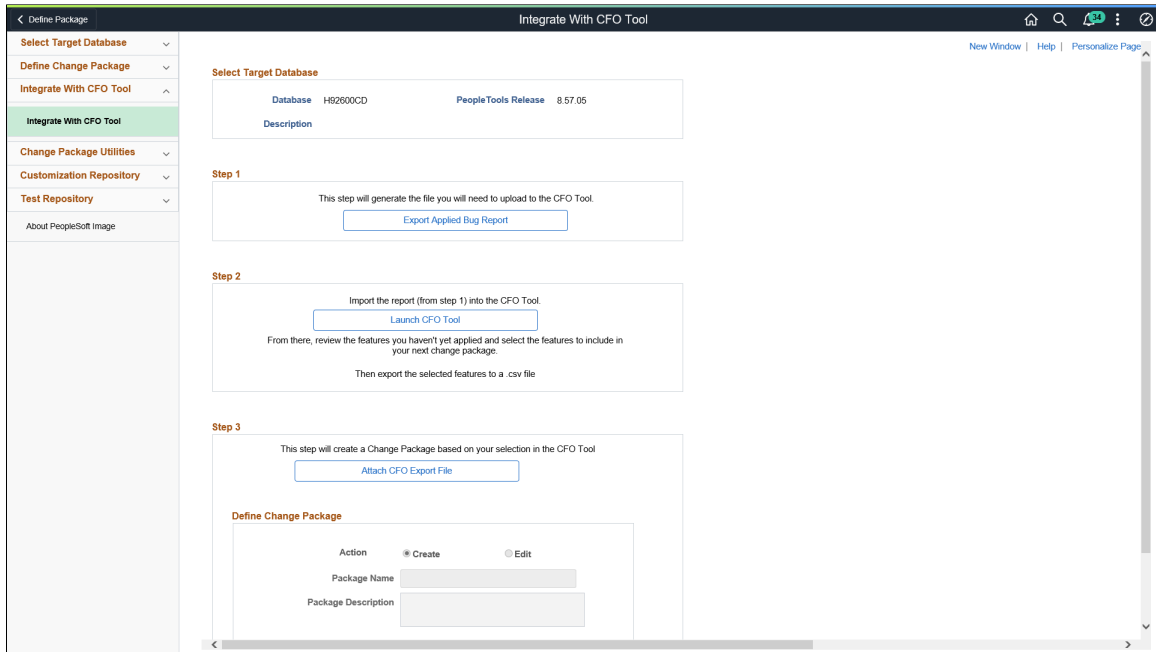 Define Package
Integrate With CFO Tool
34
Select Target Database
Define Change Package
Integrate With CFO Tool
Integrate With CFO Tool
Change Package Utilities
Customization Repository
Test Repository
About PeopleSoft Image
New Window | Help | Personalize Page
Select Target Database
Database H92600CD PeopleTools Release 8.57.05
Description
Step 1
This step will generate the file you will need to upload to the CFO Tool.
Export Applied Bug Report
Step 2
Import the report (from step 1) into the CFO Tool.
Launch CFO Tool
From there, review the features you haven't yet applied and select the features to include in
your next change package.
Then export the selected features to a .csv file
Step 3
This step will create a Change Package based on your selection in the CFO Tool
Attach CFO Export File
Define Change Package
Action Create Edit
Package Name
Package Description